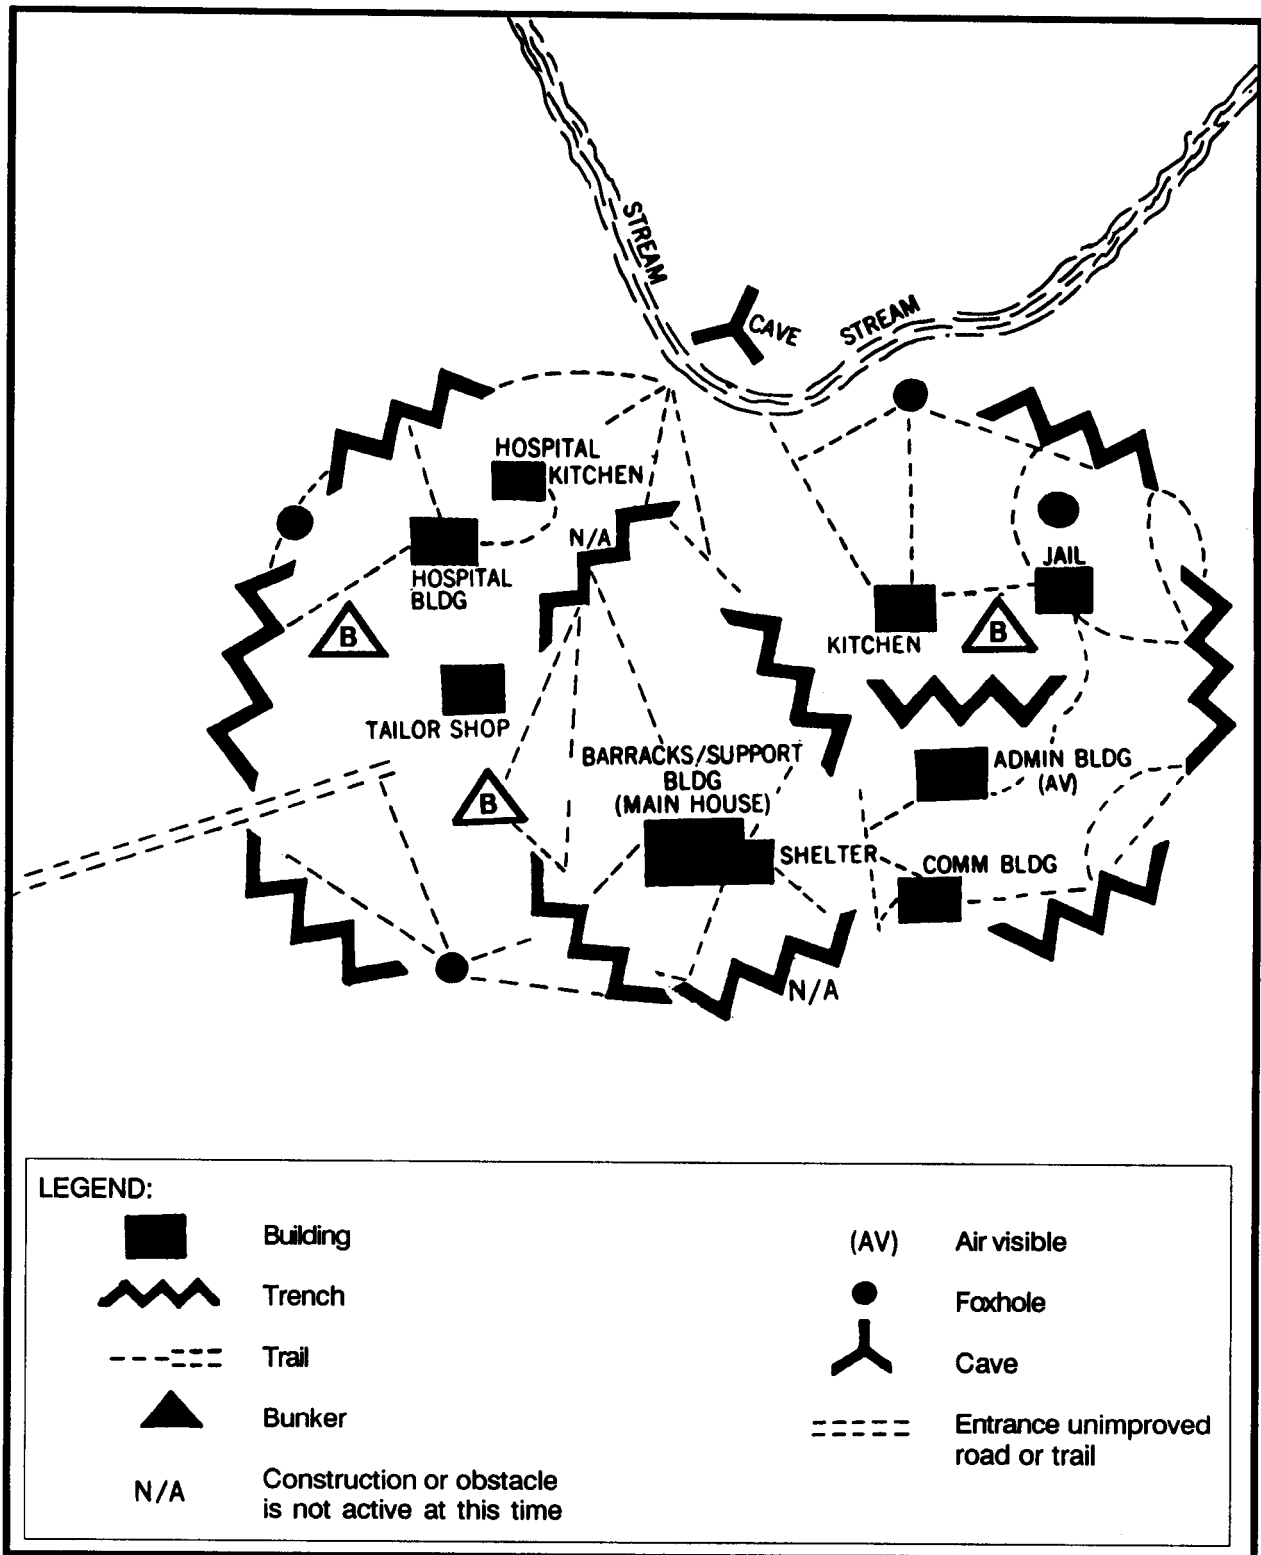 STREAM
CAVE
STREAM
HOSPITAL
KITCHEN
N/A
HOSPITAL
BLDG
JAIL
B
B
KITCHEN
TAILOR SHOP
BARRACKS/SUPPORT
BLDG
(MAIN HOUSE)
ADMIN BLDG
(AV)
B
SHELTER
COMM BLDG
N/A
LEGEND:
Building
Trench
Trail
Bunker
N/A
Construction or obstacle
is not active at this time
(AV)
Air visible
Foxhole
Cave
Entrance unimproved
road or trail